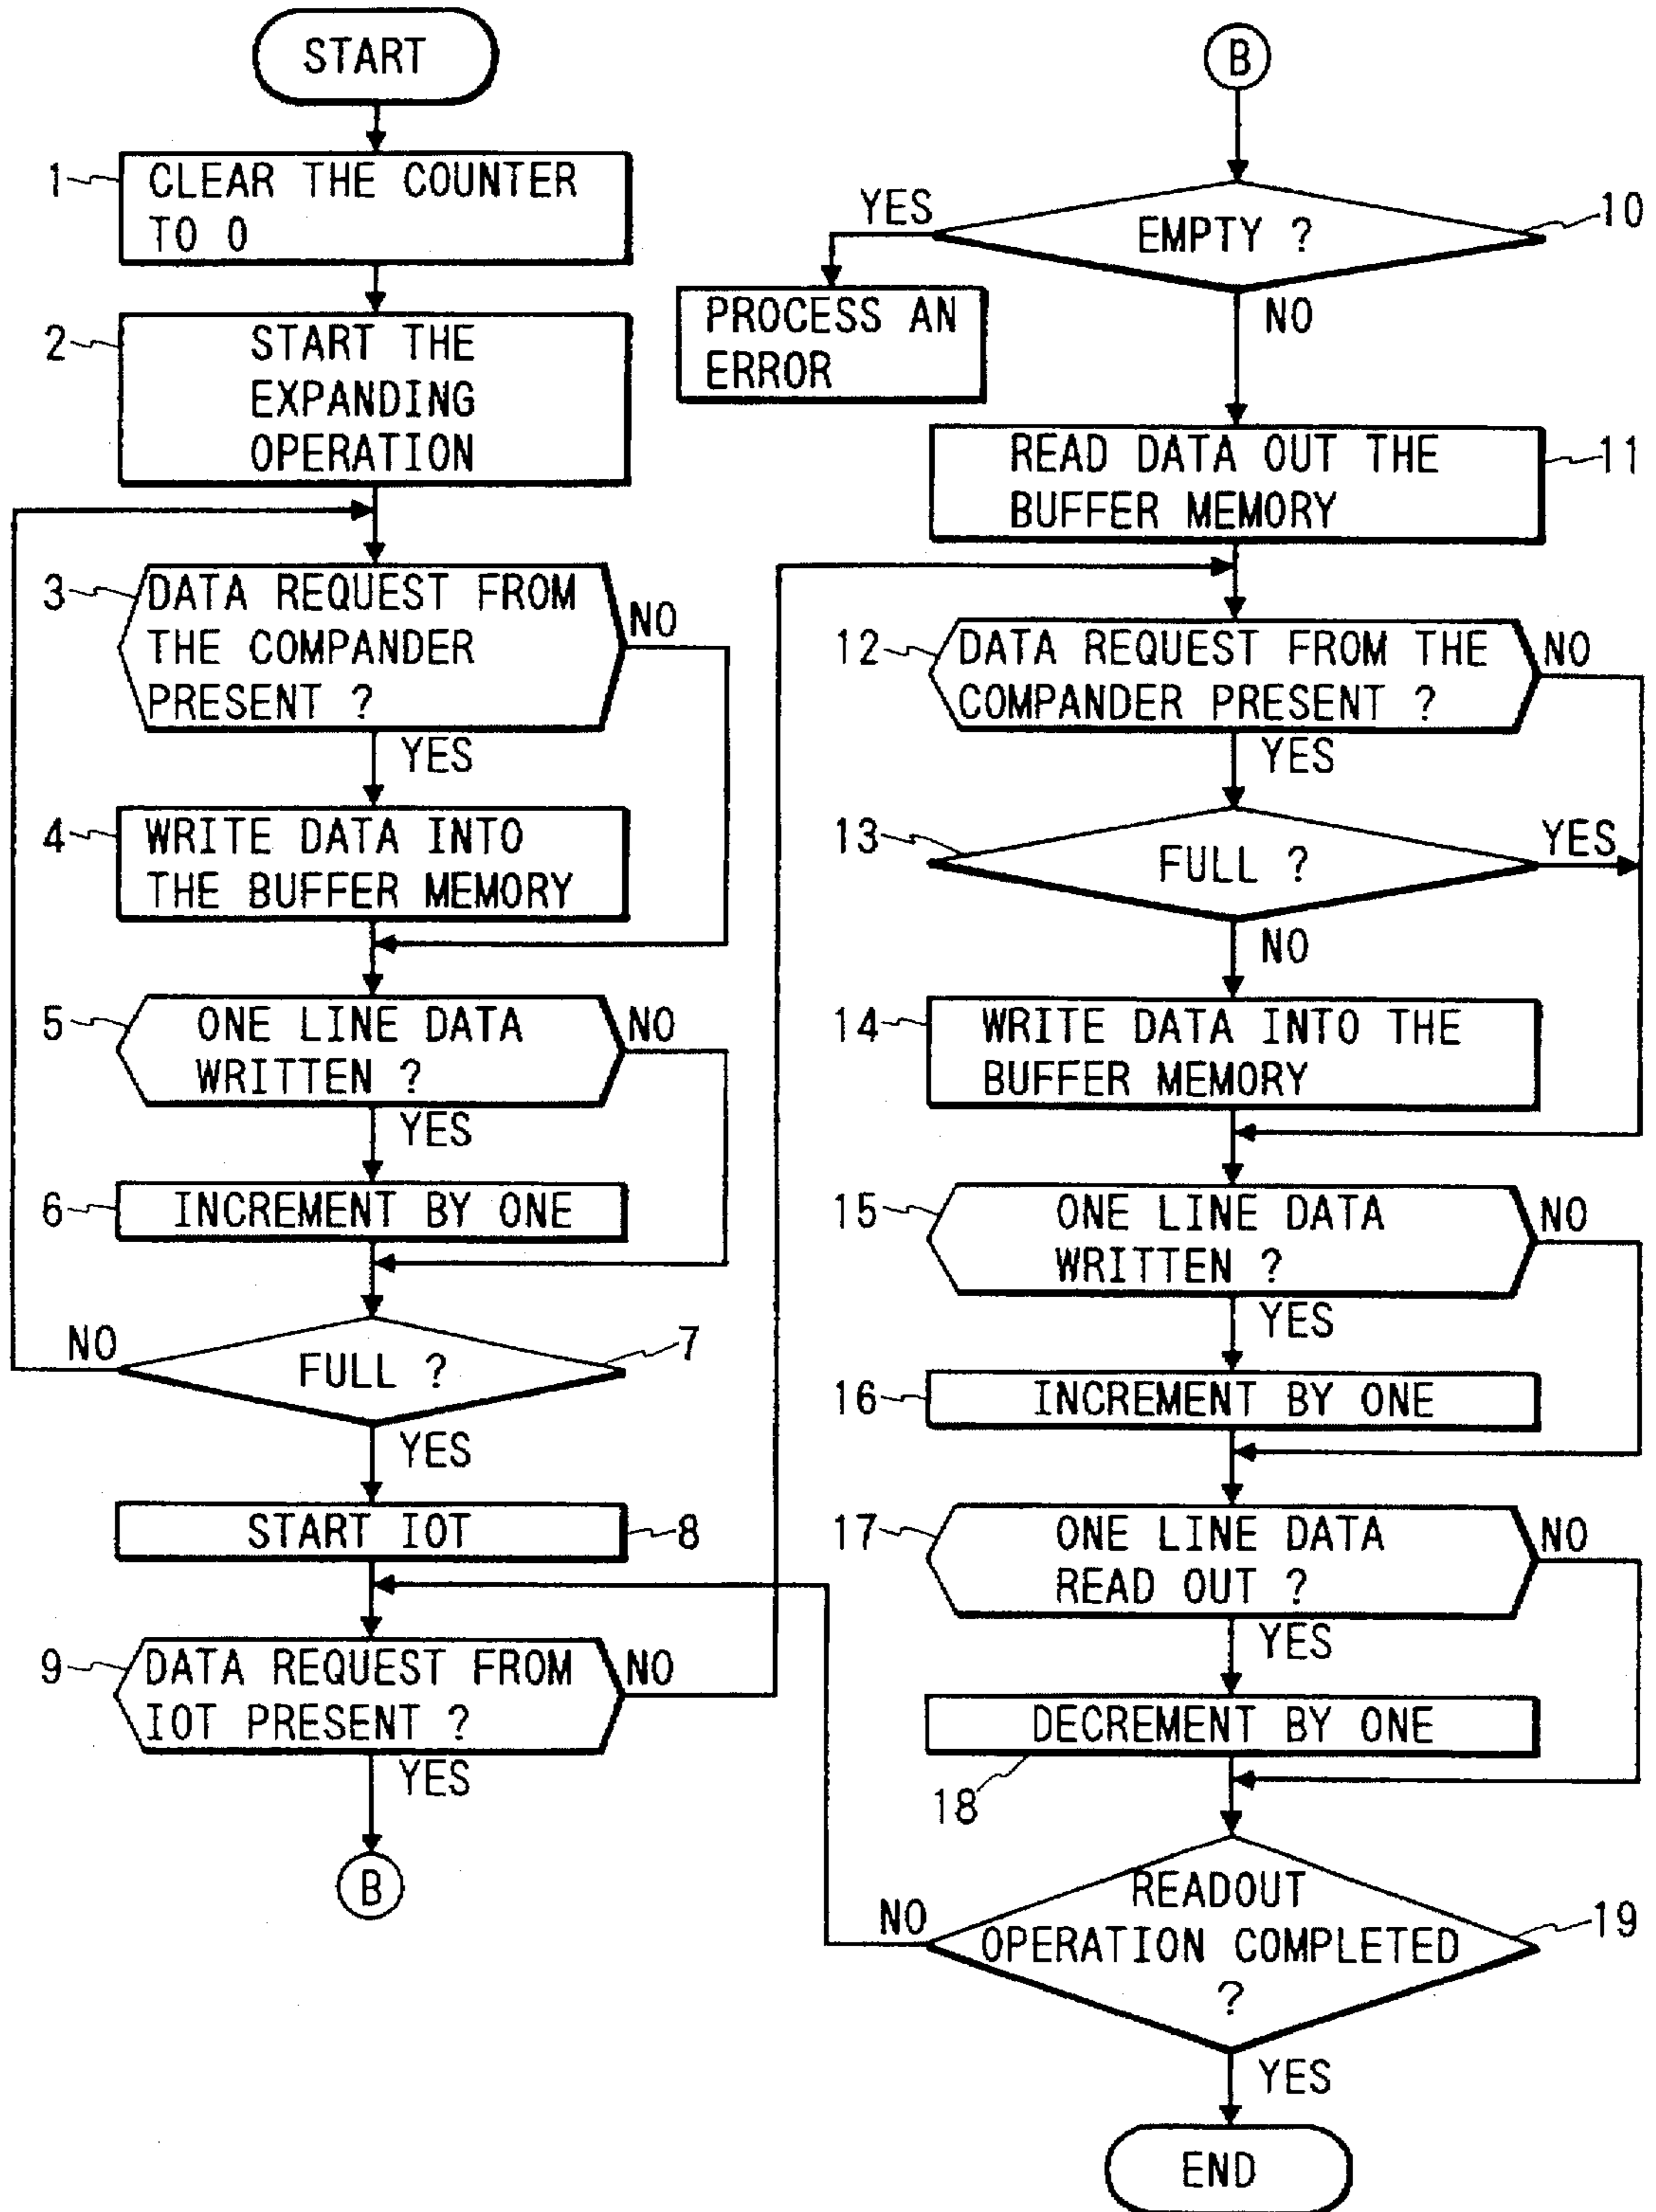 START
1
CLEAR THE COUNTER
TO 0
2
START THE
EXPANDING
OPERATION
3
DATA REQUEST FROM
THE COMPANDER
PRESENT ?
NO
YES
4
WRITE DATA INTO
THE BUFFER MEMORY
5
ONE LINE DATA
WRITTEN ?
NO
YES
6
INCREMENT BY ONE
NO
FULL ?
7
YES
START IOT
8
9
DATA REQUEST FROM
IOT PRESENT ?
NO
YES
B
B
YES
EMPTY ?
10
PROCESS AN
ERROR
NO
READ DATA OUT THE
BUFFER MEMORY
11
12
DATA REQUEST FROM THE
COMPANDER PRESENT ?
NO
YES
13
FULL ?
YES
NO
14
WRITE DATA INTO THE
BUFFER MEMORY
15
ONE LINE DATA
WRITTEN ?
NO
YES
16
INCREMENT BY ONE
17
ONE LINE DATA
READ OUT ?
NO
YES
DECREMENT BY ONE
18
READOUT
OPERATION COMPLETED
?
NO
19
YES
END